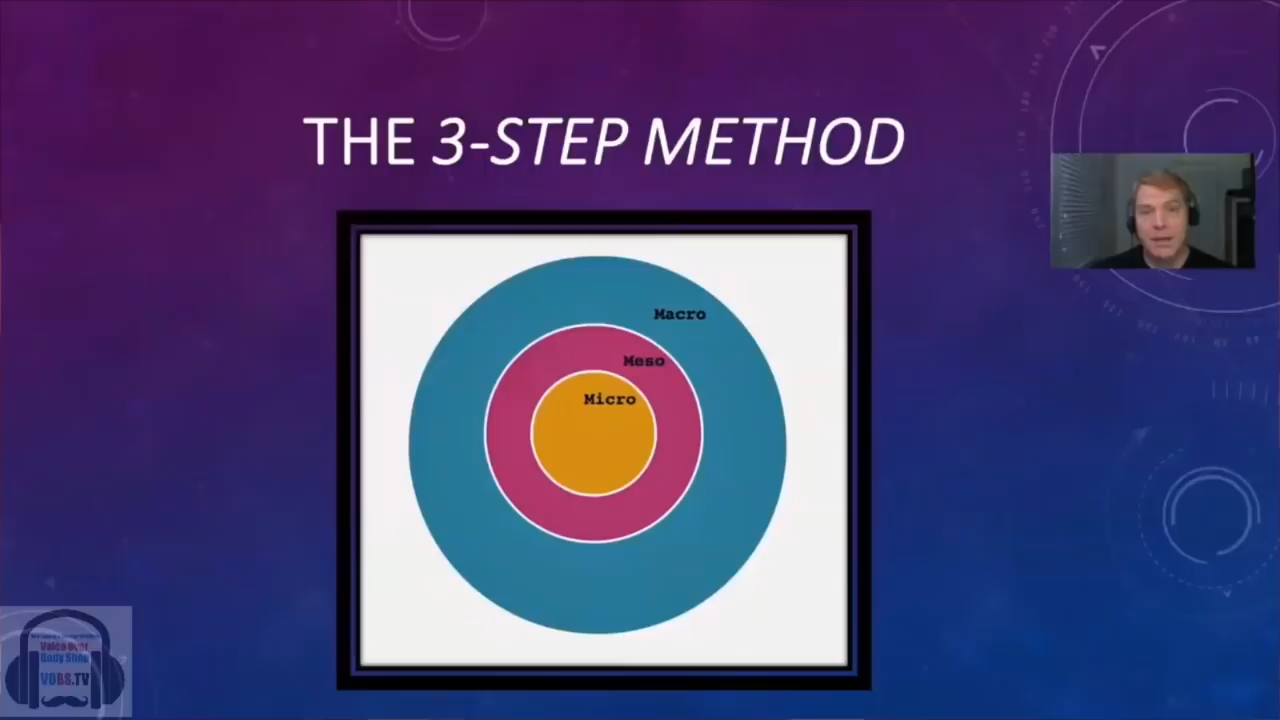 THE 3-STEP METHOD
Macro
Meso
Micro
Voice Over
Body Shop
VOBS.TV